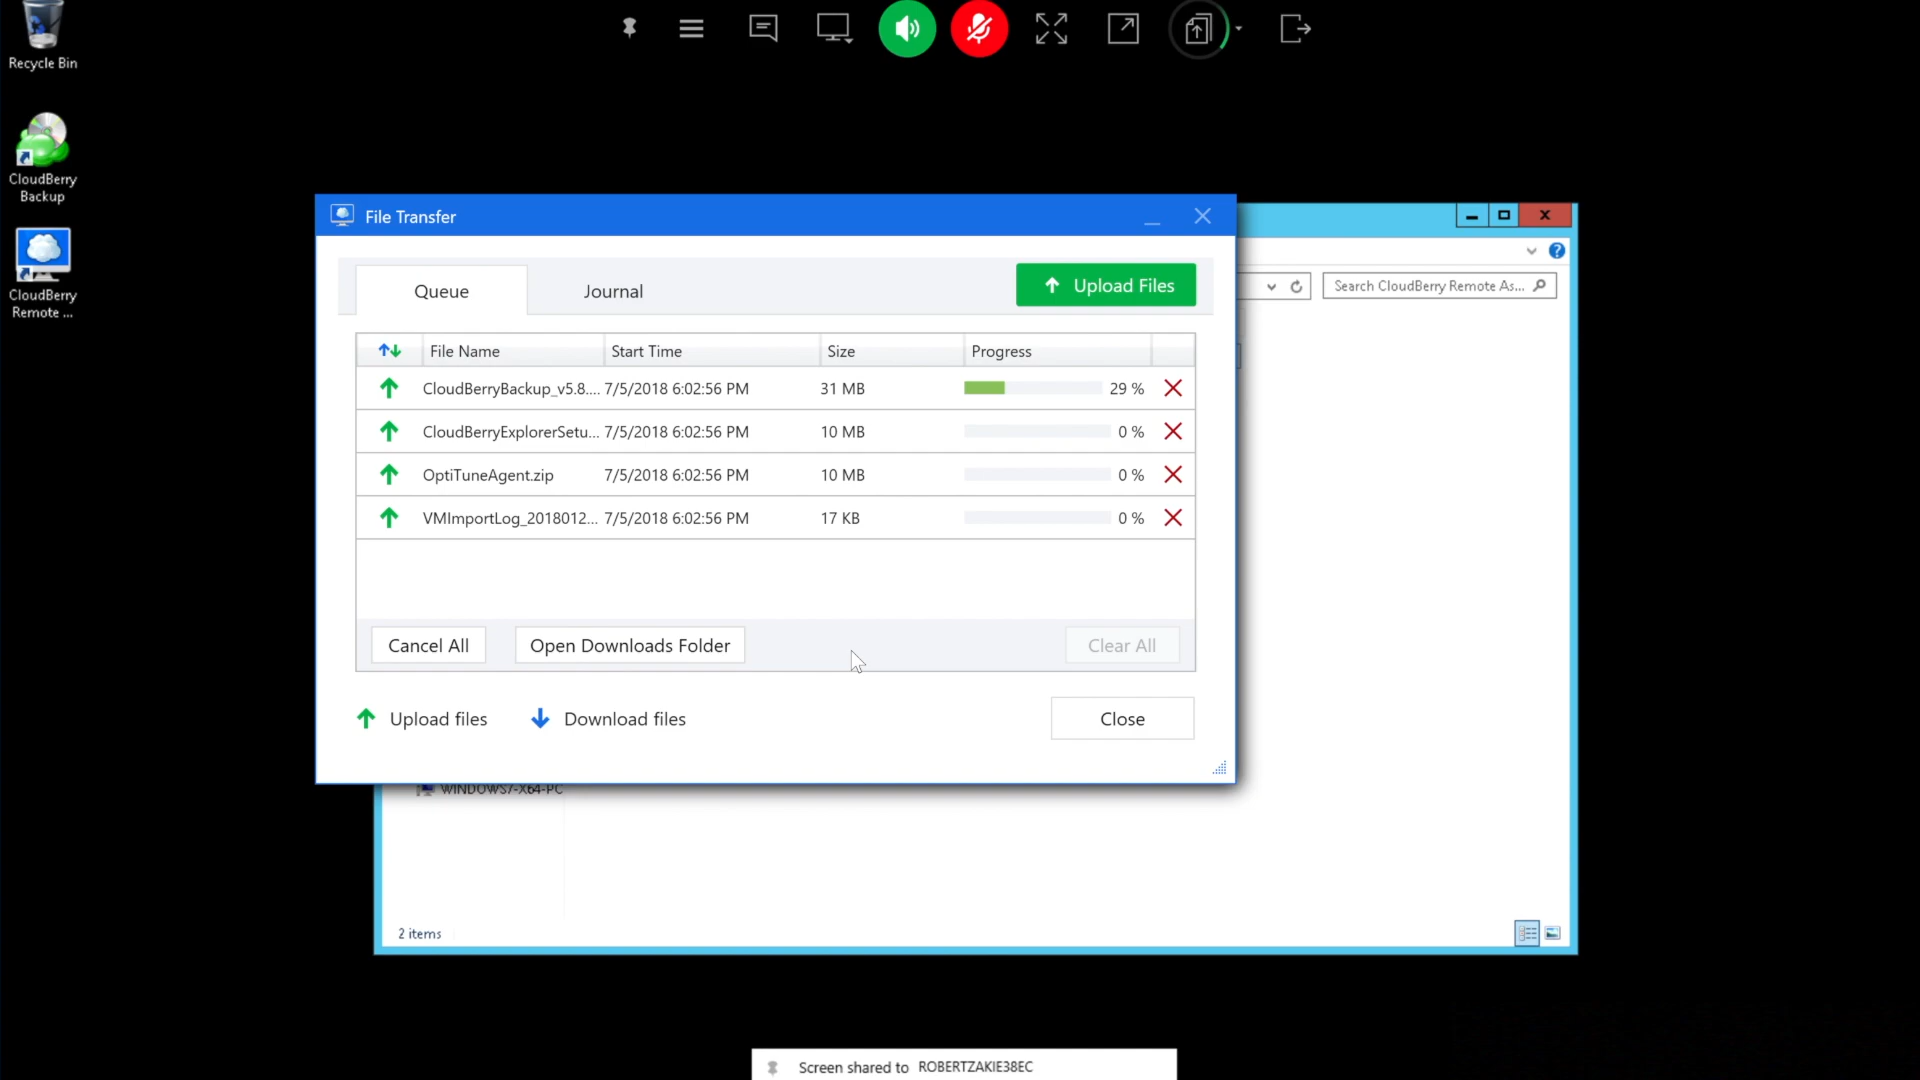 Recycle Bin
CloudBerry
Backup
CloudBerry
Remote ...
File Transfer
Queue
Journal
Upload Files
Search CloudBerry Remote As...
File Name
Start Time
Size
Progress
CloudBerryBackup_v5.8.... 7/5/2018 6:02:56 PM 31 MB 29 %
CloudBerryExplorerSetu... 7/5/2018 6:02:56 PM 10 MB 0 %
OptiTuneAgent.zip 7/5/2018 6:02:56 PM 10 MB 0 %
VMImportLog_2018012... 7/5/2018 6:02:56 PM 17 KB 0 %
Cancel All
Open Downloads Folder
Clear All
Upload files
Download files
Close
WINDOWS7-X64-PC
2 items
Screen shared to ROBERTZAKIE38EC